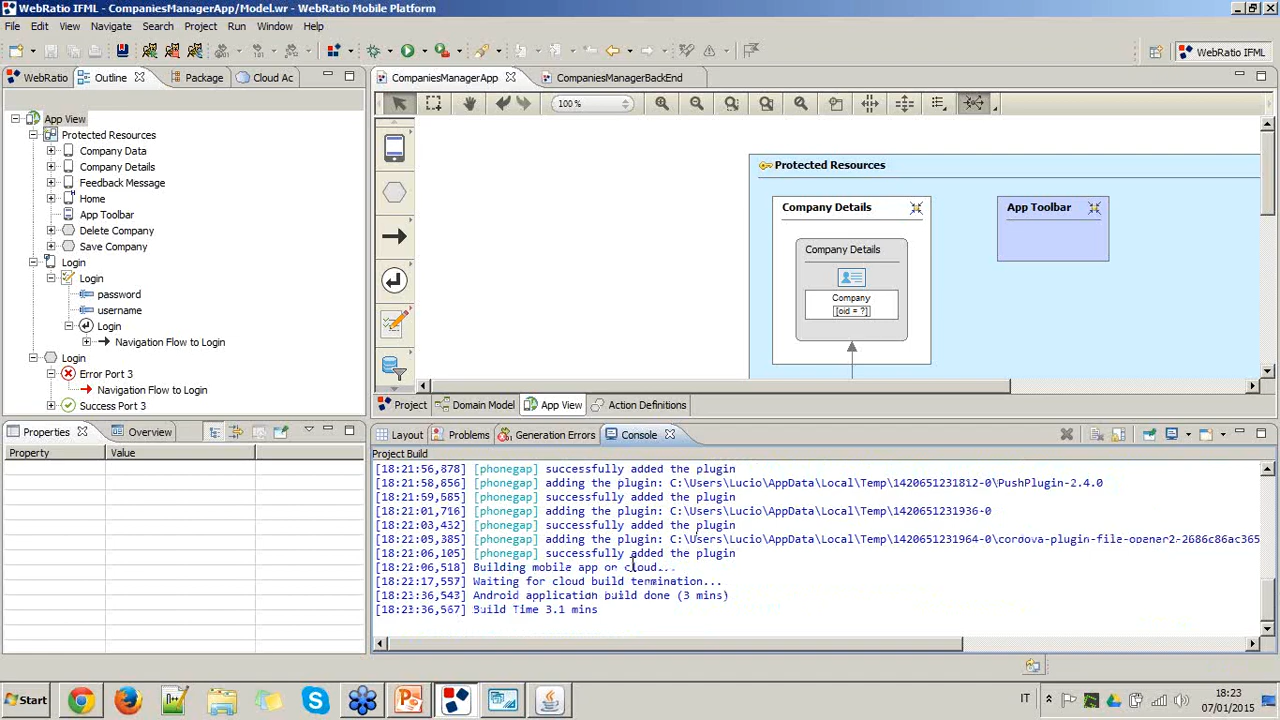 WebRatio IFML - CompaniesManagerApp/Model.wr - WebRatio Mobile Platform
File Edit View Navigate Search Project Run Window Help
WebRatio IFML
WebRatio Outline Package Cloud Ac
CompaniesManagerApp CompaniesManagerBackEnd
100 %
App View
Protected Resources
Company Data
Company Details
Feedback Message
Home
App Toolbar
Delete Company
Save Company
Login
Login
password
username
Login
Navigation Flow to Login
Login
Error Port 3
Navigation Flow to Login
Success Port 3
Protected Resources
Company Details
App Toolbar
Company Details
Company
[oid = ?]
Project Domain Model App View Action Definitions
Properties Overview
Property Value
Layout Problems Generation Errors Console
Project Build
[18:21:56,878] [phonegap] successfully added the plugin
[18:21:58,856] [phonegap] adding the plugin: C:\Users\Lucio\AppData\Local\Temp\1420651231812-0\PushPlugin-2.4.0
[18:21:59,585] [phonegap] successfully added the plugin
[18:22:01,716] [phonegap] adding the plugin: C:\Users\Lucio\AppData\Local\Temp\1420651231936-0
[18:22:03,432] [phonegap] successfully added the plugin
[18:22:05,385] [phonegap] adding the plugin: C:\Users\Lucio\AppData\Local\Temp\1420651231964-0\cordova-plugin-file-opener2-2686c86ac365
[18:22:06,105] [phonegap] successfully added the plugin
[18:22:06,518] Building mobile app on cloud...
[18:22:17,557] Waiting for cloud build termination...
[18:23:36,543] Android application build done (3 mins)
[18:23:36,567] Build Time 3.1 mins
Start
IT
18:23
07/01/2015